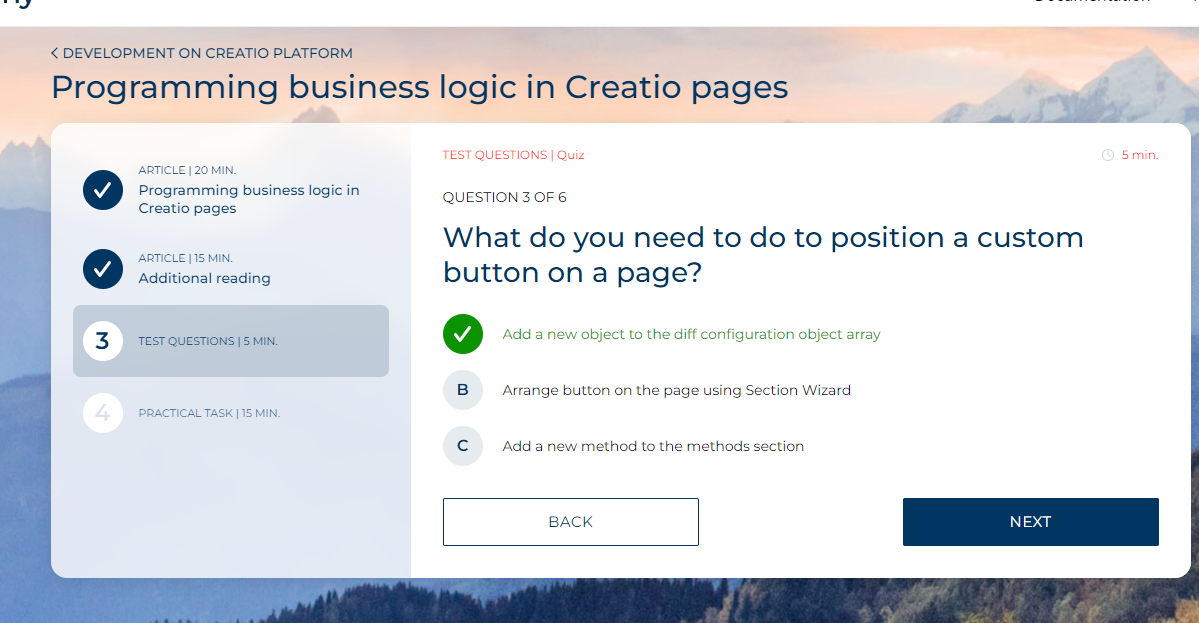 DEVELOPMENT ON CREATIO PLATFORM
Programming business logic in Creatio pages
ARTICLE | 20 MIN.
Programming business logic in
Creatio pages
ARTICLE | 15 MIN.
Additional reading
3
TEST QUESTIONS | 5 MIN.
4
PRACTICAL TASK | 15 MIN.
TEST QUESTIONS | Quiz
5 min.
QUESTION 3 OF 6
What do you need to do to position a custom
button on a page?
Add a new object to the diff configuration object array
B
Arrange button on the page using Section Wizard
C
Add a new method to the methods section
BACK
NEXT